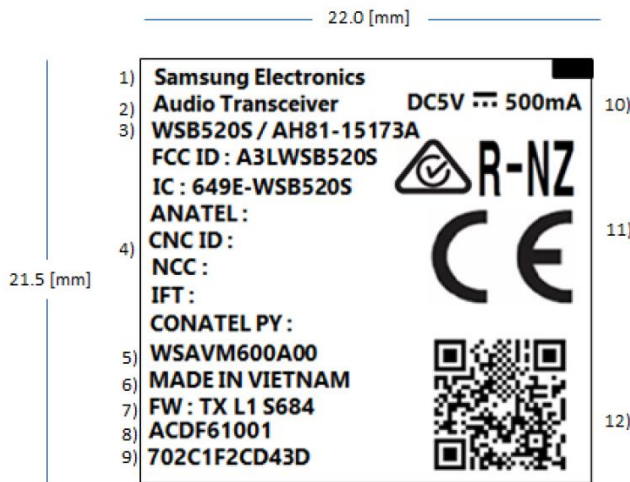 22.0 [mm]
21.5 [mm]
1) Samsung Electronics
2) Audio Transceiver DC5V 500mA 10)
3) WSB520S / AH81-15173A
FCC ID : A3LWSB520S
R-NZ
IC : 649E-WSB520S
ANATEL :
CE 11)
4) CNC ID :
NCC :
IFT :
CONATEL PY :
5) WSAVM600A00
6) MADE IN VIETNAM
7) FW : TX L1 S684 12)
8) ACDF61001
9) 702C1F2CD43D